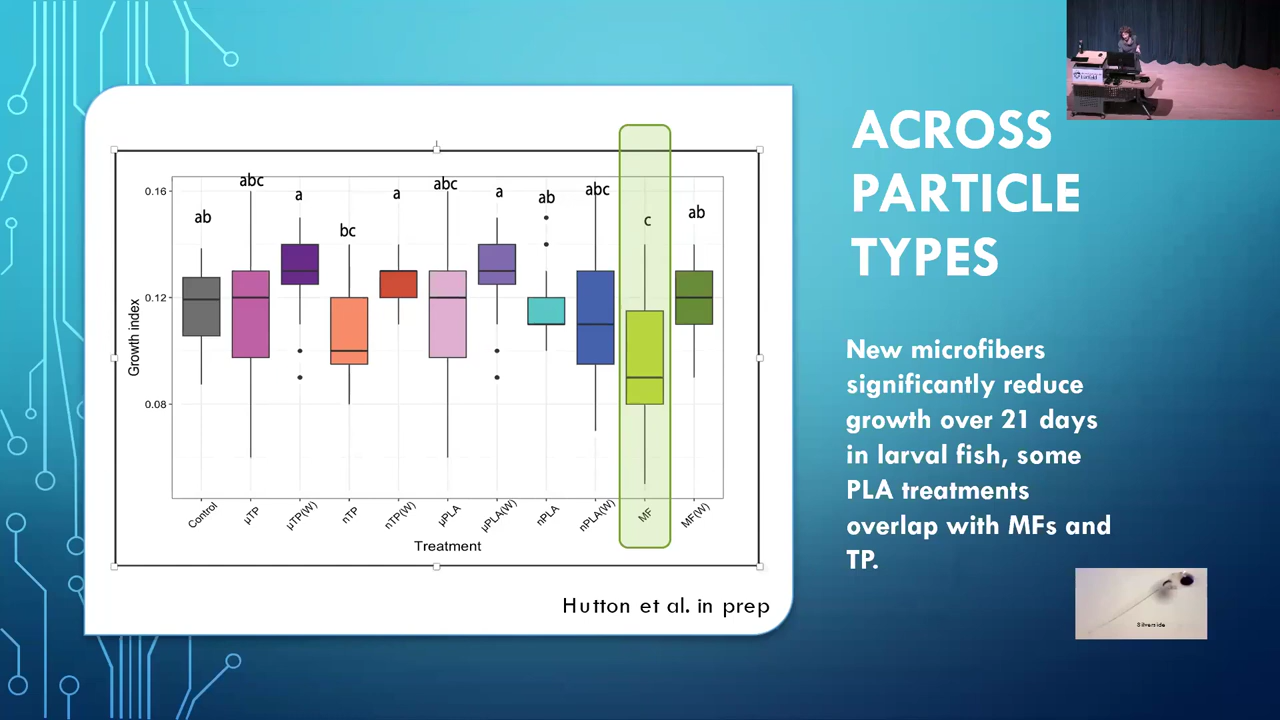 ACROSS
PARTICLE
TYPES
New microfibers
significantly reduce
growth over 21 days
in larval fish, some
PLA treatments
overlap with MFs and
TP.
Growth index
0.16
0.12
0.08
ab
abc
a
bc
a
abc
a
ab
abc
c
ab
Control
µTP
µTP(W)
nTP
nTP(W)
µPLA
µPLA(W)
nPLA
nPLA(W)
MF
MF(W)
Treatment
Hutton et al. in prep
Silverside